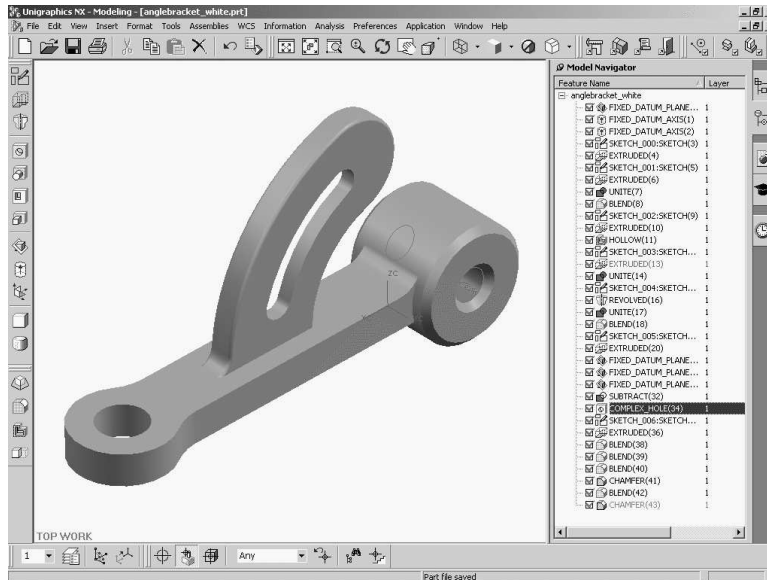 Unigraphics NX - Modeling - [anglebracket_white.prt]
File Edit View Insert Format Tools Assemblies WCS Information Analysis Preferences Application Window Help
Model Navigator
Feature Name / Layer
anglebracket_white
FIXED_DATUM_PLANE... 1
FIXED_DATUM_AXIS(1) 1
FIXED_DATUM_AXIS(2) 1
SKETCH_000:SKETCH(3) 1
EXTRUDED(4) 1
SKETCH_001:SKETCH(5) 1
EXTRUDED(6) 1
UNITE(7) 1
BLEND(8) 1
SKETCH_002:SKETCH(9) 1
EXTRUDED(10) 1
HOLLOW(11) 1
SKETCH_003:SKETCH... 1
EXTRUDED(13) 1
UNITE(14) 1
SKETCH_004:SKETCH... 1
REVOLVED(16) 1
UNITE(17) 1
BLEND(18) 1
SKETCH_005:SKETCH... 1
EXTRUDED(20) 1
FIXED_DATUM_PLANE... 1
FIXED_DATUM_PLANE... 1
FIXED_DATUM_PLANE... 1
SUBTRACT(32) 1
COMPLEX_HOLE(34) 1
SKETCH_006:SKETCH... 1
EXTRUDED(36) 1
BLEND(38) 1
BLEND(39) 1
BLEND(40) 1
CHAMFER(41) 1
BLEND(42) 1
CHAMFER(43) 1
ZC
TOP WORK
1 Any
Part file saved